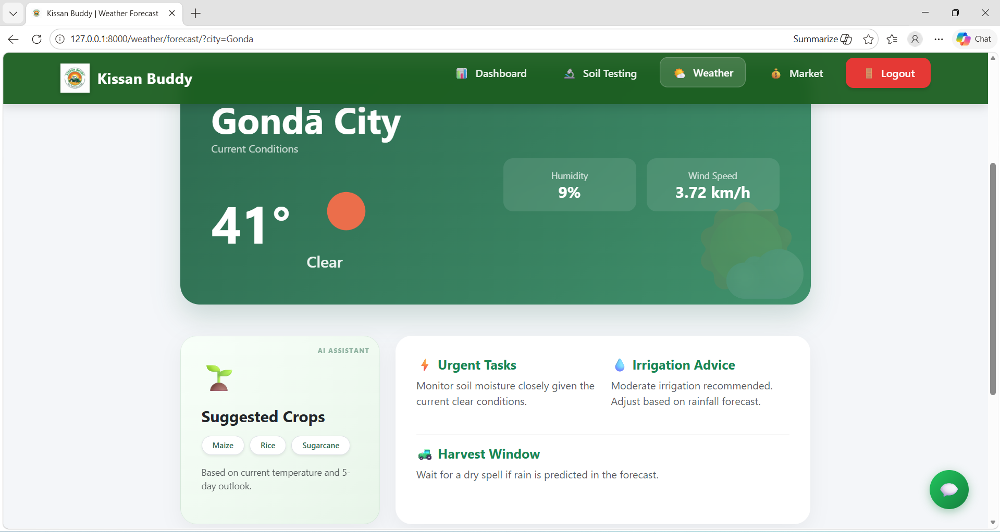 Kissan Buddy | Weather Forecast
127.0.0.1:8000/weather/forecast/?city=Gonda
Summarize
Chat
Kissan Buddy
Dashboard
Soil Testing
Weather
Market
Logout
Gondā City
Current Conditions
Humidity
9%
Wind Speed
3.72 km/h
41°
Clear
AI ASSISTANT
Suggested Crops
Maize
Rice
Sugarcane
Based on current temperature and 5-
day outlook.
Urgent Tasks
Monitor soil moisture closely given the
current clear conditions.
Irrigation Advice
Moderate irrigation recommended.
Adjust based on rainfall forecast.
Harvest Window
Wait for a dry spell if rain is predicted in the forecast.